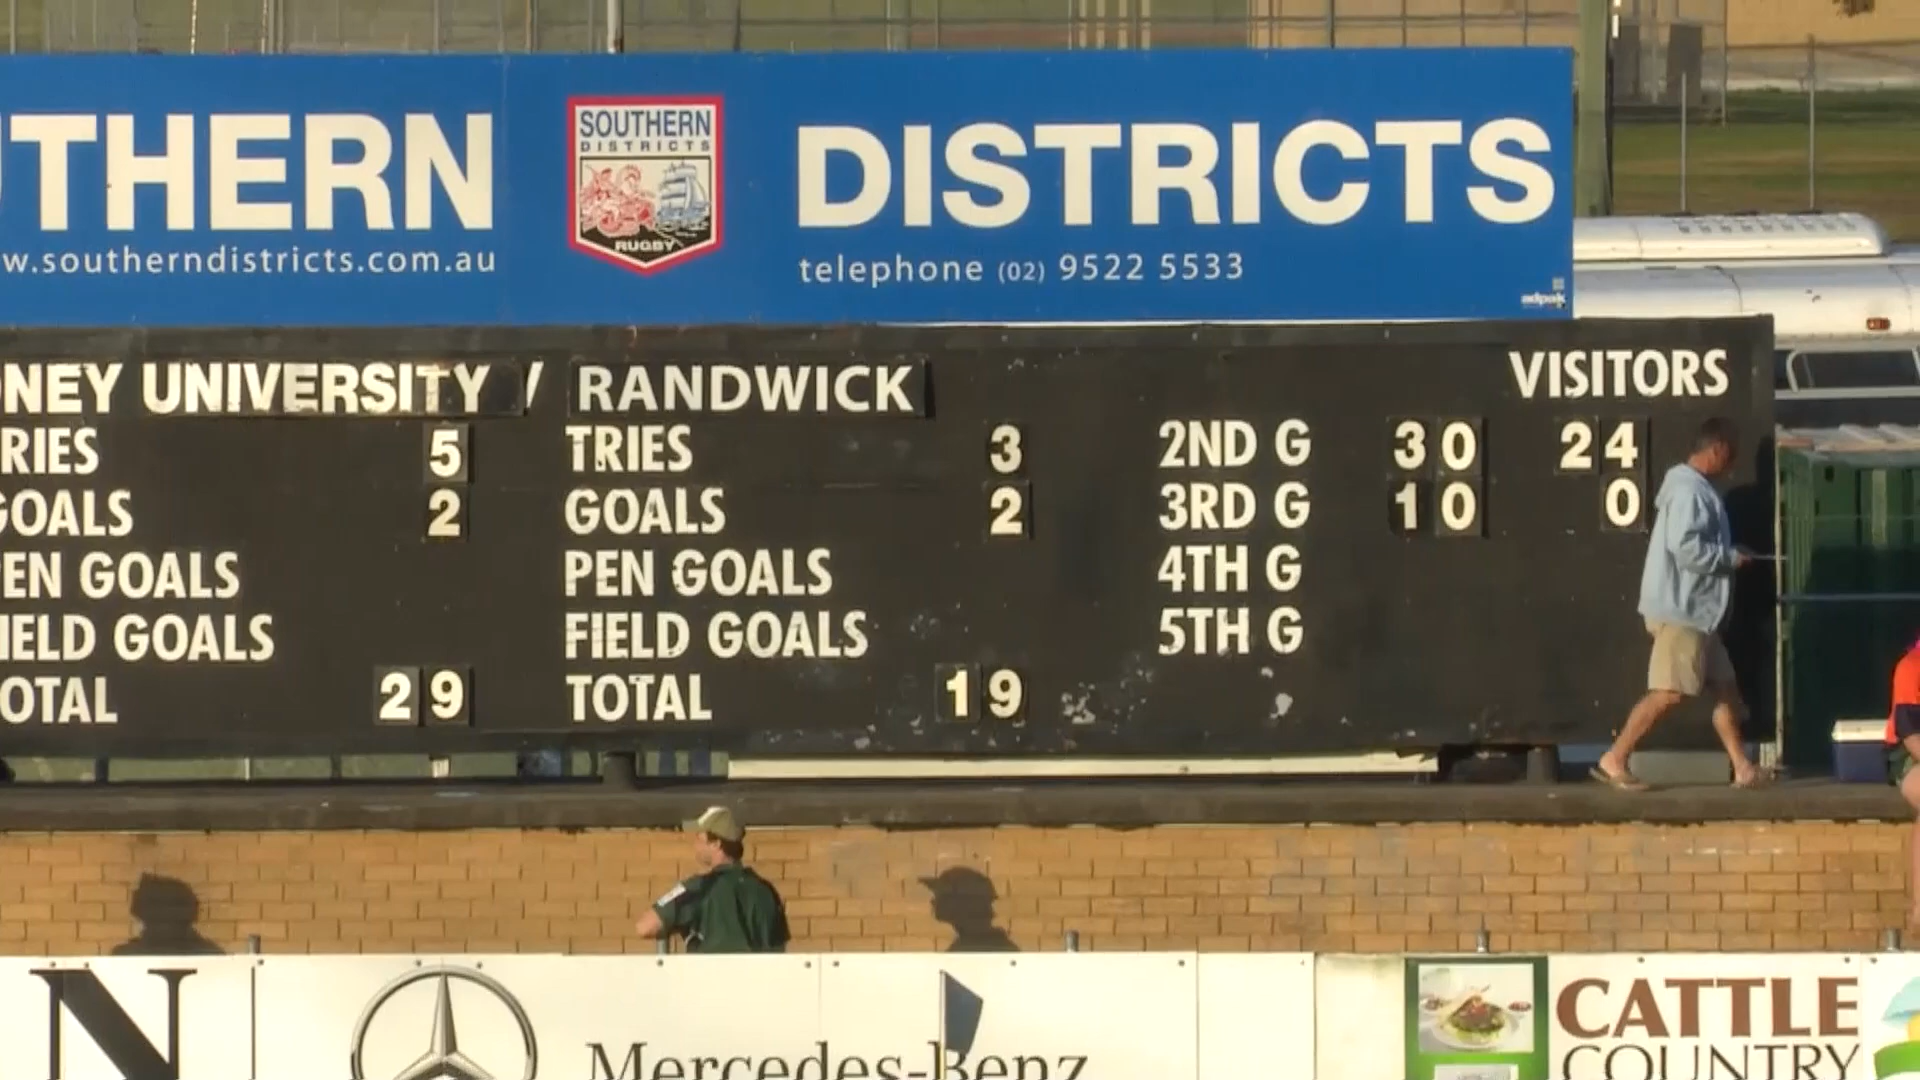 UTHERN
SOUTHERN
DISTRICTS
RUGBY
DISTRICTS
w.southerndistricts.com.au
telephone (02) 9522 5533
adpak
NEY UNIVERSITY / RANDWICK
VISITORS
RIES 5 TRIES 3 2ND G 30 24
GOALS 2 GOALS 2 3RD G 10 0
EN GOALS PEN GOALS 4TH G
IELD GOALS FIELD GOALS 5TH G
OTAL 29 TOTAL 19
N
Mercedes-Benz
CATTLE
COUNTRY